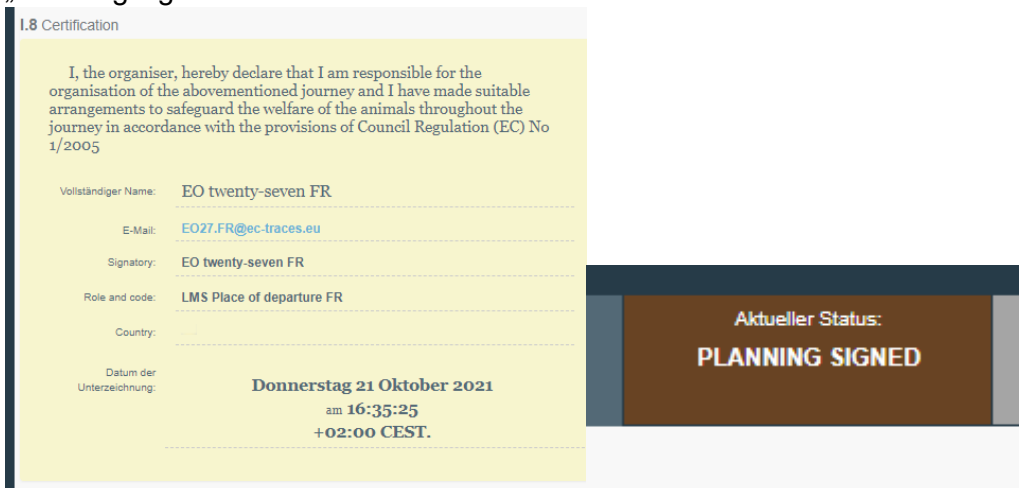 I.8 Certification
I, the organiser, hereby declare that I am responsible for the
organisation of the abovementioned journey and I have made suitable
arrangements to safeguard the welfare of the animals throughout the
journey in accordance with the provisions of Council Regulation (EC) No
1/2005
Vollständiger Name: EO twenty-seven FR
E-Mail: EO27.FR@ec-traces.eu
Signatory: EO twenty-seven FR
Role and code: LMS Place of departure FR
Country:
Datum der
Unterzeichnung: Donnerstag 21 Oktober 2021
am 16:35:25
+02:00 CEST.
Aktueller Status:
PLANNING SIGNED